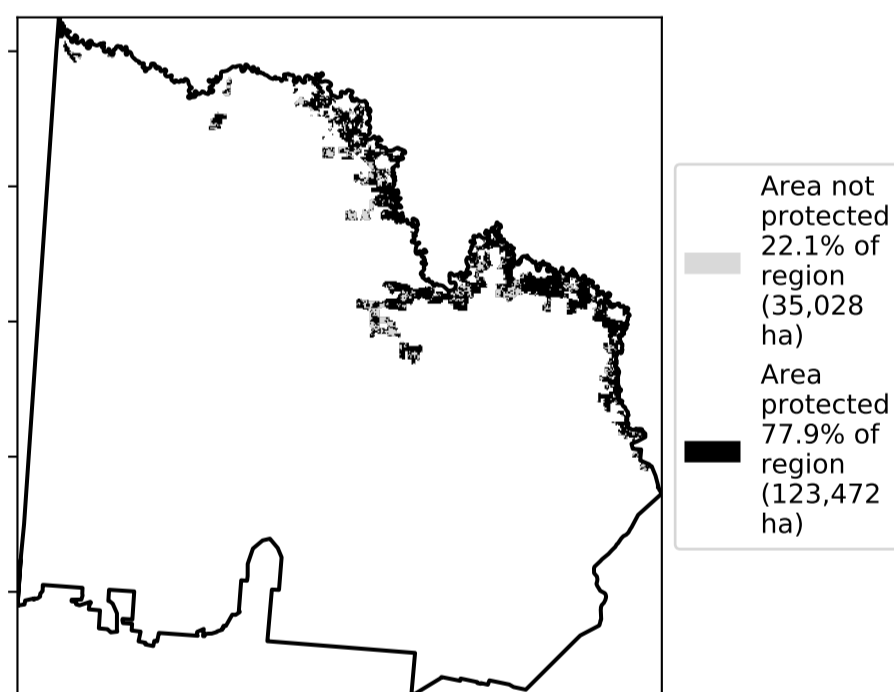 Area not
protected
22.1% of
region
(35,028
ha)
Area
protected
77.9% of
region
(123,472
ha)